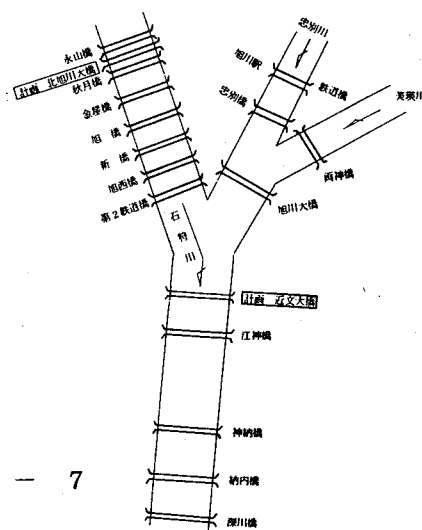 永山橋
計画 北旭川大橋
秋月橋
金星橋
旭橋
新橋
旭西橋
第2鉄道橋
石狩川
忠別川
旭川駅
鉄道橋
忠別橋
美瑛川
両神橋
旭川大橋
計画 近文大橋
江神橋
神納橋
納内橋
深川橋
- 7